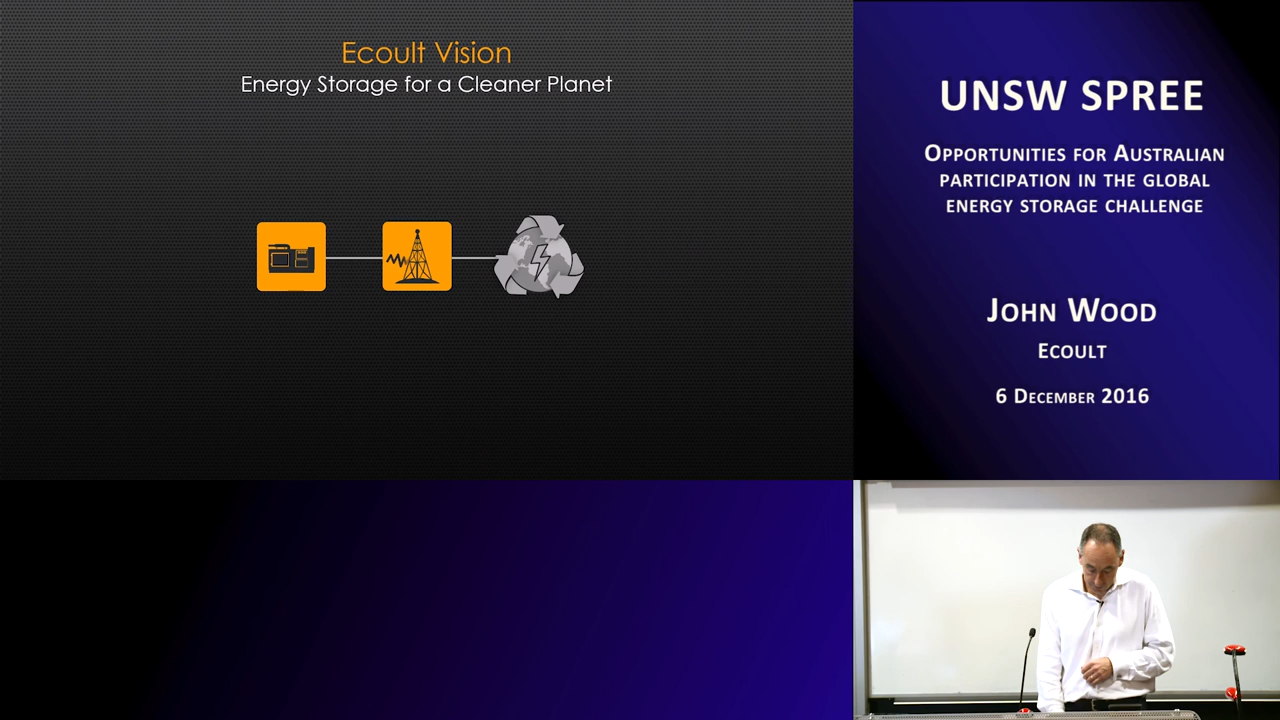 Ecoult Vision
Energy Storage for a Cleaner Planet
UNSW SPREE
Opportunities for Australian
participation in the global
energy storage challenge
John Wood
Ecoult
6 December 2016